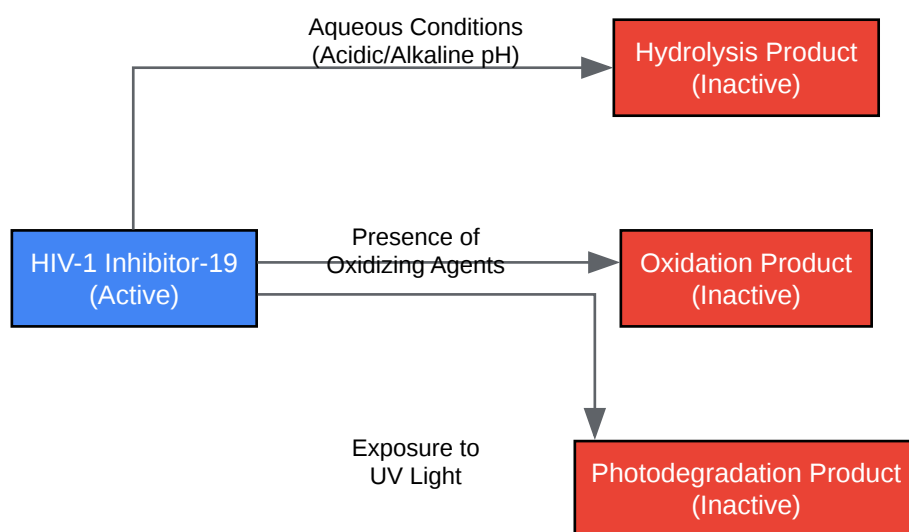 Aqueous Conditions
(Acidic/Alkaline pH)
Hydrolysis Product
(Inactive)
HIV-1 Inhibitor-19
(Active)
Presence of
Oxidizing Agents
Oxidation Product
(Inactive)
Exposure to
UV Light
Photodegradation Product
(Inactive)